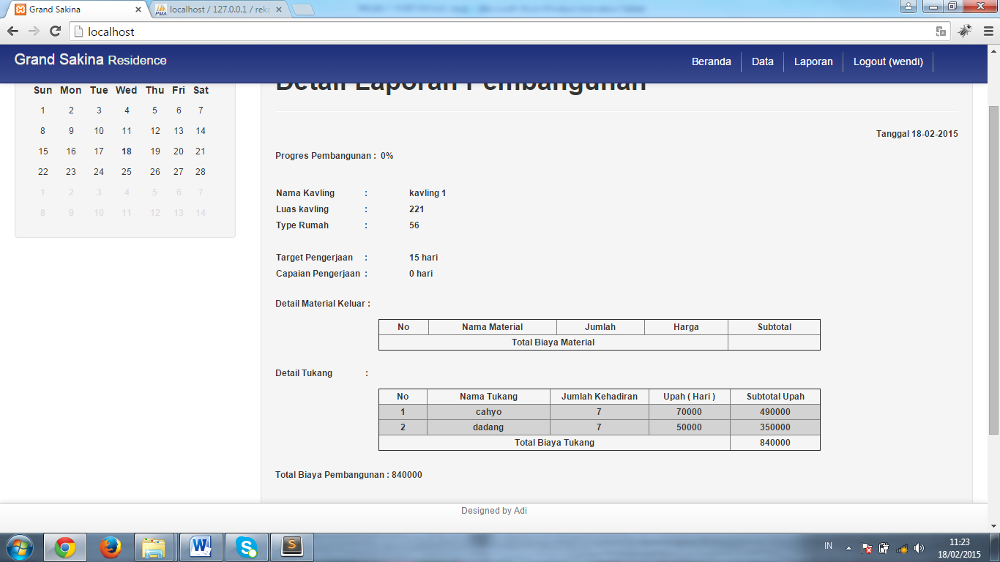 Grand Sakina
localhost / 127.0.0.1 / reka
localhost
Grand Sakina Residence
Beranda Data Laporan Logout (wendi)
Sun Mon Tue Wed Thu Fri Sat
1 2 3 4 5 6 7
8 9 10 11 12 13 14
15 16 17 18 19 20 21
22 23 24 25 26 27 28
1 2 3 4 5 6 7
8 9 10 11 12 13 14
Detail Laporan Pembangunan
Tanggal 18-02-2015
Progres Pembangunan : 0%
Nama Kavling : kavling 1
Luas kavling : 221
Type Rumah : 56
Target Pengerjaan : 15 hari
Capaian Pengerjaan : 0 hari
Detail Material Keluar :
No Nama Material Jumlah Harga Subtotal
Total Biaya Material
Detail Tukang :
No Nama Tukang Jumlah Kehadiran Upah ( Hari ) Subtotal Upah
1 cahyo 7 70000 490000
2 dadang 7 50000 350000
Total Biaya Tukang 840000
Total Biaya Pembangunan : 840000
Designed by Adi
IN
11:23
18/02/2015